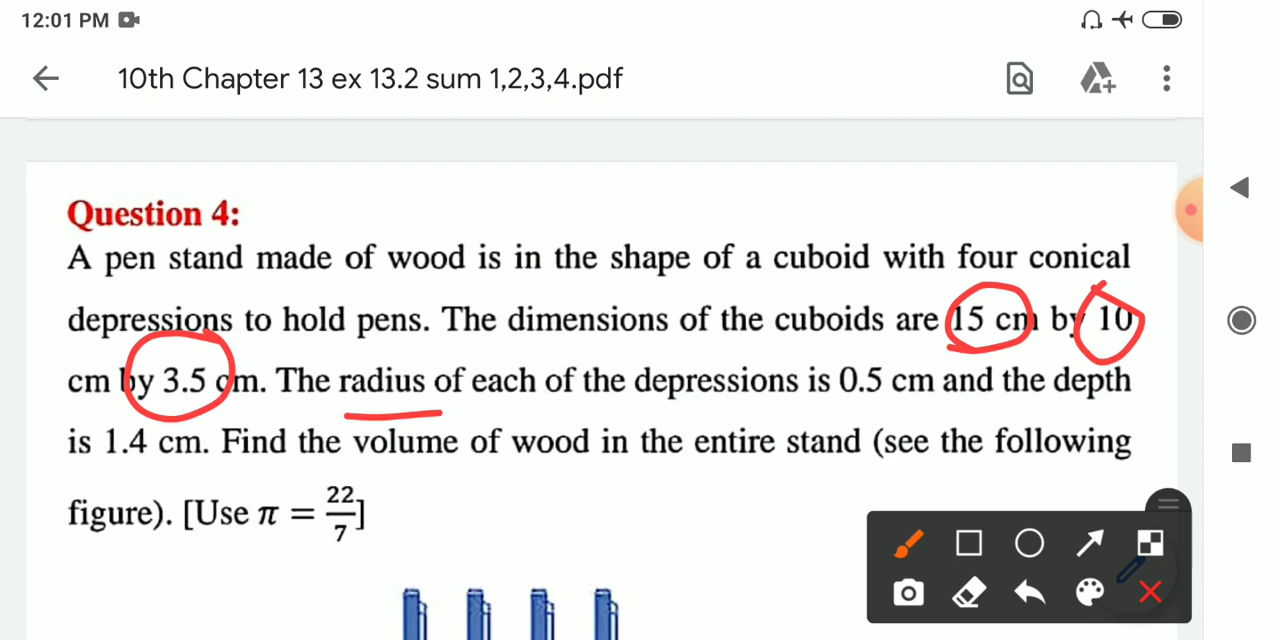 12:01 PM
10th Chapter 13 ex 13.2 sum 1,2,3,4.pdf
Question 4:
A pen stand made of wood is in the shape of a cuboid with four conical
depressions to hold pens. The dimensions of the cuboids are 15 cm by 10
cm by 3.5 cm. The radius of each of the depressions is 0.5 cm and the depth
is 1.4 cm. Find the volume of wood in the entire stand (see the following
figure). [Use π = 22/7]